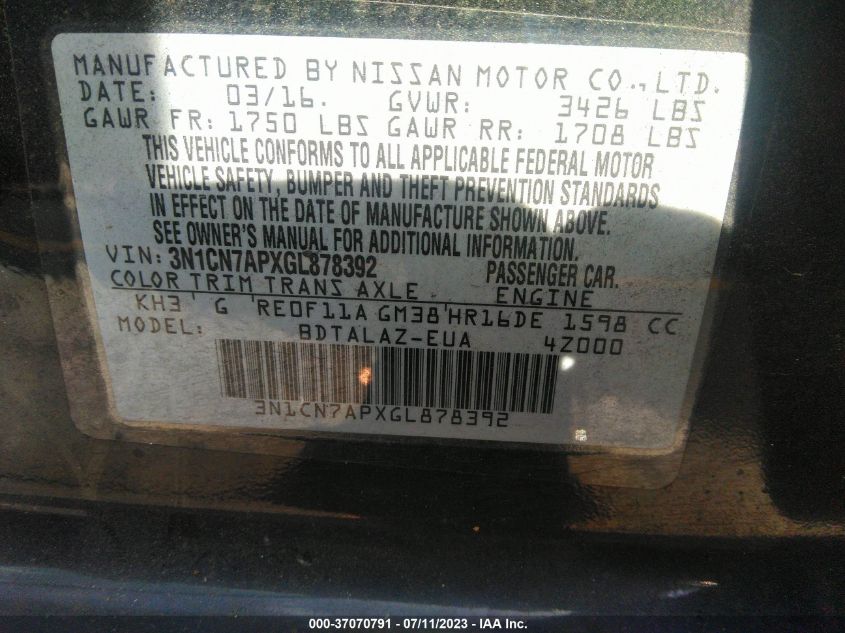 MANUFACTURED BY NISSAN MOTOR CO., LTD.
DATE: 03/16. GVWR: 3426 LBS
GAWR FR: 1750 LBS GAWR RR: 1708 LBS
THIS VEHICLE CONFORMS TO ALL APPLICABLE FEDERAL MOTOR
VEHICLE SAFETY, BUMPER AND THEFT PREVENTION STANDARDS
IN EFFECT ON THE DATE OF MANUFACTURE SHOWN ABOVE.
SEE OWNER'S MANUAL FOR ADDITIONAL INFORMATION.
VIN: 3N1CN7APXGL878392 PASSENGER CAR.
COLOR TRIM TRANS AXLE ENGINE
KH3 G RE0F11A GM38 HR16DE 1598 CC
MODEL: BDTALAZ-EUA 4Z000
3N1CN7APXGL878392
000-37070791 - 07/11/2023 - IAA Inc.